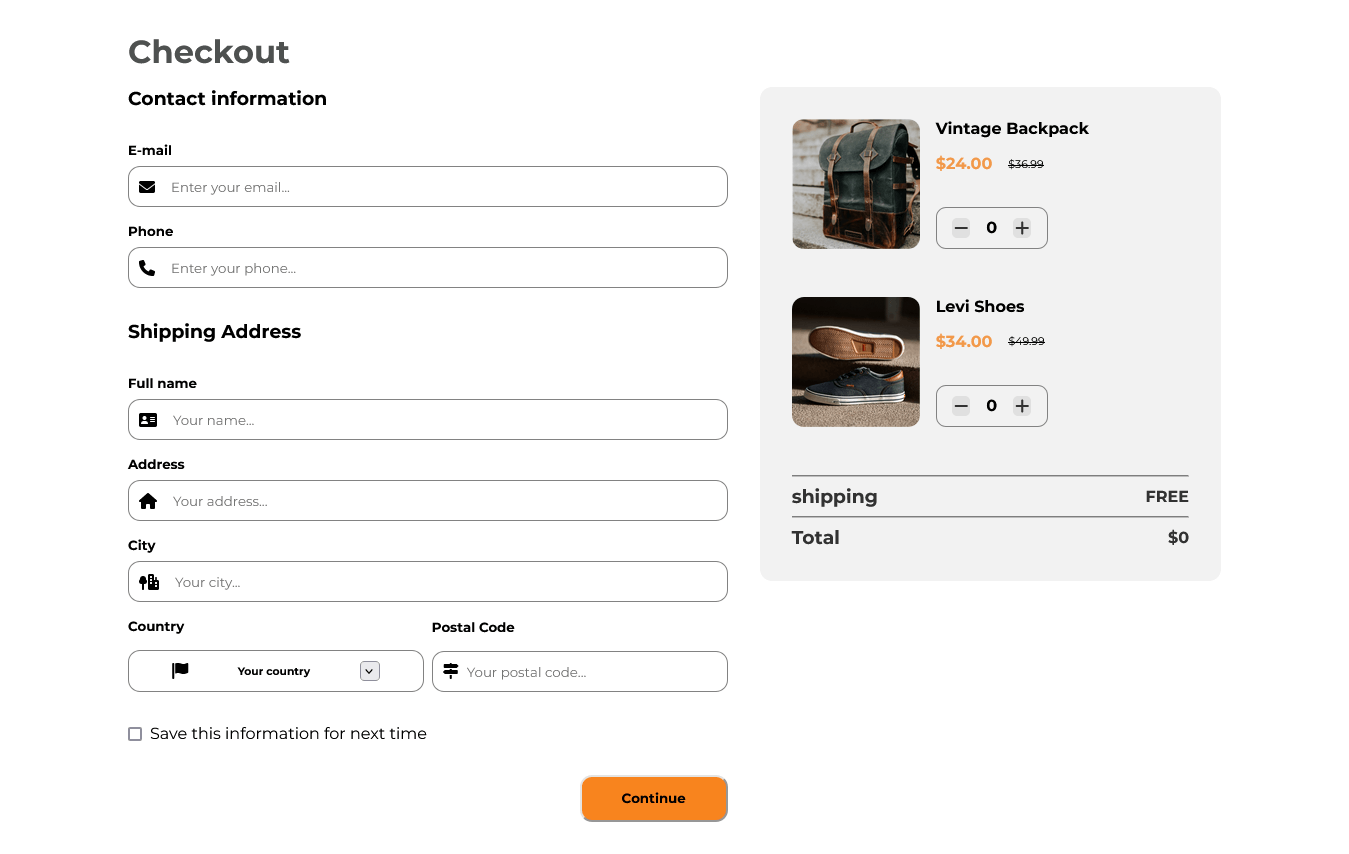 Checkout
Contact information
E-mail
Enter your email...
Phone
Enter your phone...
Shipping Address
Full name
Your name...
Address
Your address...
City
Your city...
Country
Postal Code
Your country
Your postal code...
Save this information for next time
Continue
Vintage Backpack
$24.00 $36.99
0
Levi Shoes
$34.00 $49.99
0
shipping FREE
Total $0